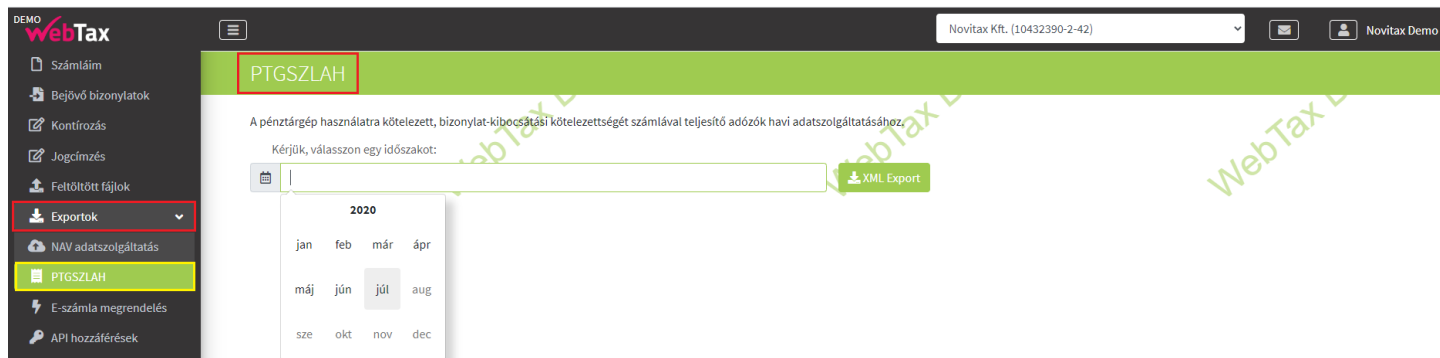 DEMO
WebTax
Novitax Kft. (10432390-2-42)
Novitax Demo
Számláim
Bejövő bizonylatok
Kontírozás
Jogcímzés
Feltöltött fájlok
Exportok
NAV adatszolgáltatás
PTGSZLAH
E-számla megrendelés
API hozzáférések
PTGSZLAH
A pénztárgép használatra kötelezett, bizonylat-kibocsátási kötelezettségét számlával teljesítő adózók havi adatszolgáltatásához.
Kérjük, válasszon egy időszakot:
XML Export
2020
jan feb már ápr
máj jún júl aug
sze okt nov dec
WebTax D
WebTax D
WebTax D